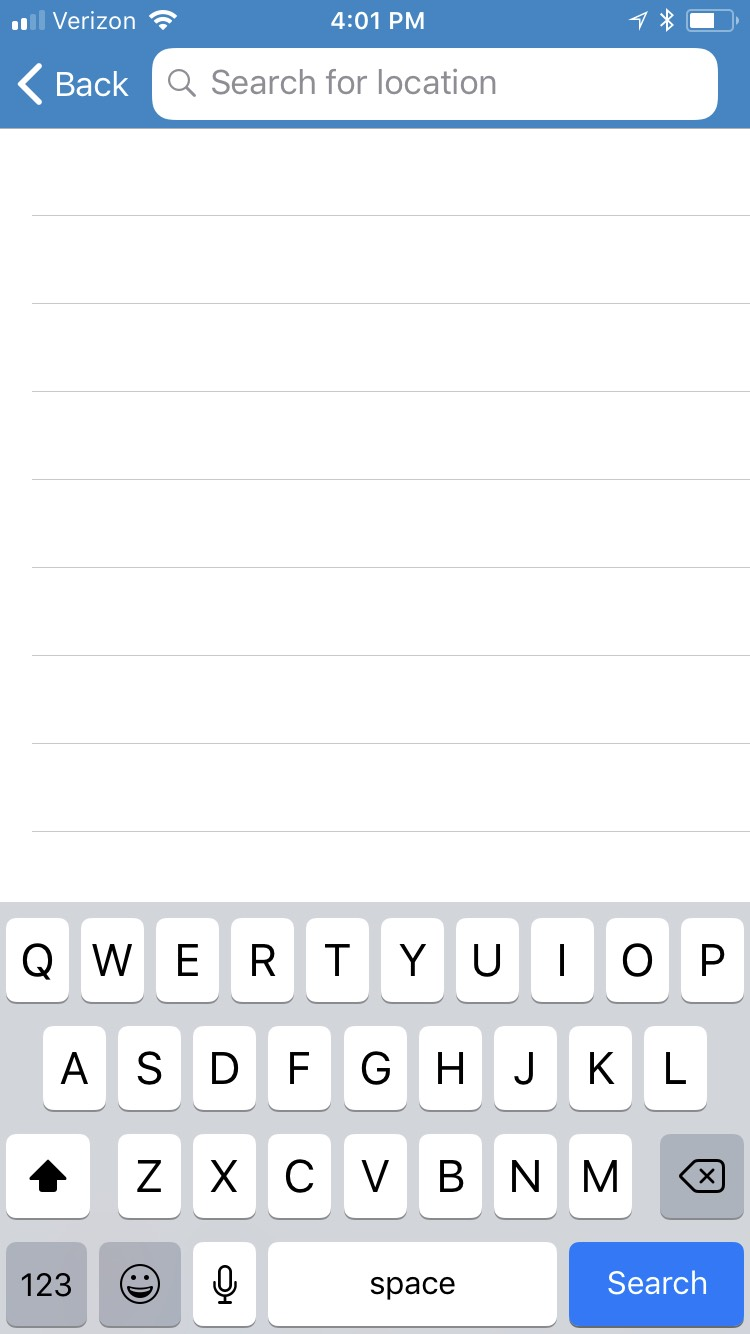 Verizon 4:01 PM
Back Search for location
Q W E R T Y U I O P
A S D F G H J K L
Z X C V B N M
123 space Search